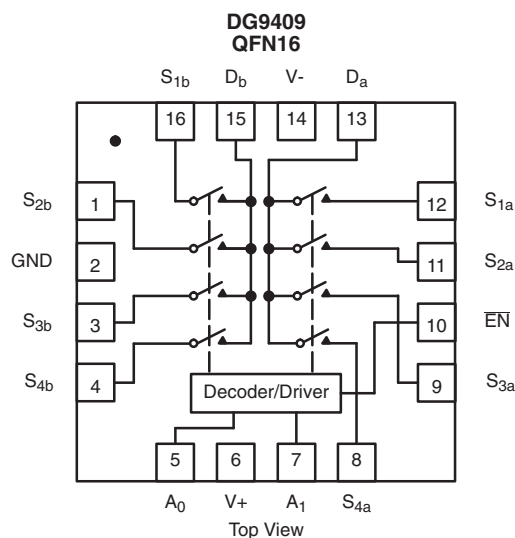 DG9409
QFN16
S1b Db V- Da
16 15 14 13
S2b 1 12 S1a
GND 2 11 S2a
S3b 3 10 E̅N̅
S4b 4 9 S3a
Decoder/Driver
5 6 7 8
A0 V+ A1 S4a
Top View